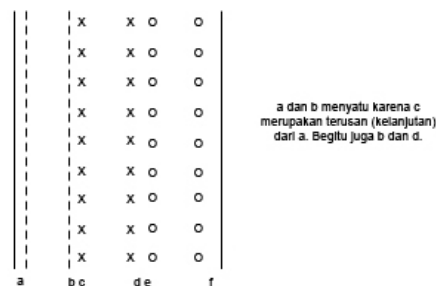 x x o o
x x o o
x x o o
x x o o
x x o o
x x o o
x x o o
x x o o
x x o o
a b c d e f
a dan b menyatu karena c
merupakan terusan (kelanjutan)
dari a. Begitu juga b dan d.